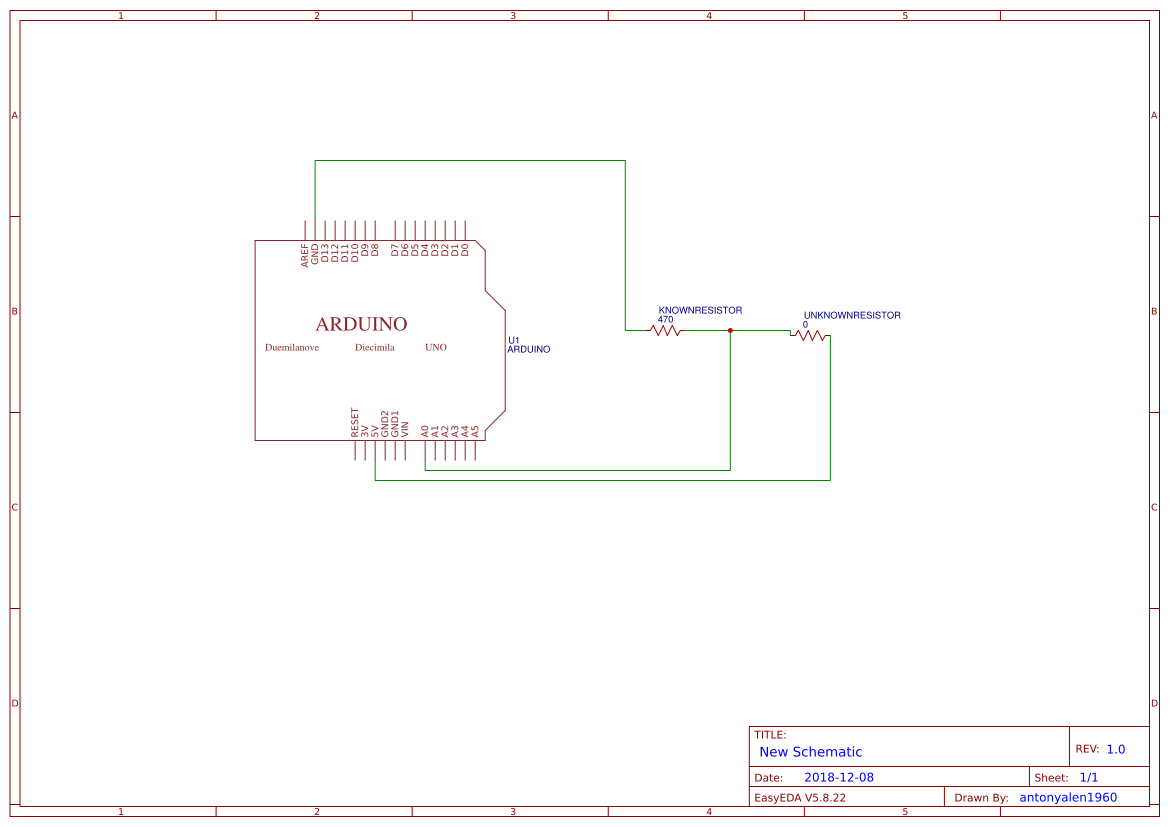 1 2 3 4 5
A A
AREF GND D13 D12 D11 D10 D9 D8 D7 D6 D5 D4 D3 D2 D1 D0
B B
KNOWNRESISTOR
470
UNKNOWNRESISTOR
0
ARDUINO
Duemilanove Diecimila UNO
U1
ARDUINO
RESET 3V 5V GND2 GND1 VIN A0 A1 A2 A3 A4 A5
C C
D D
TITLE:
New Schematic
REV: 1.0
Date: 2018-12-08
Sheet: 1/1
EasyEDA V5.8.22
Drawn By: antonyalen1960
1 2 3 4 5